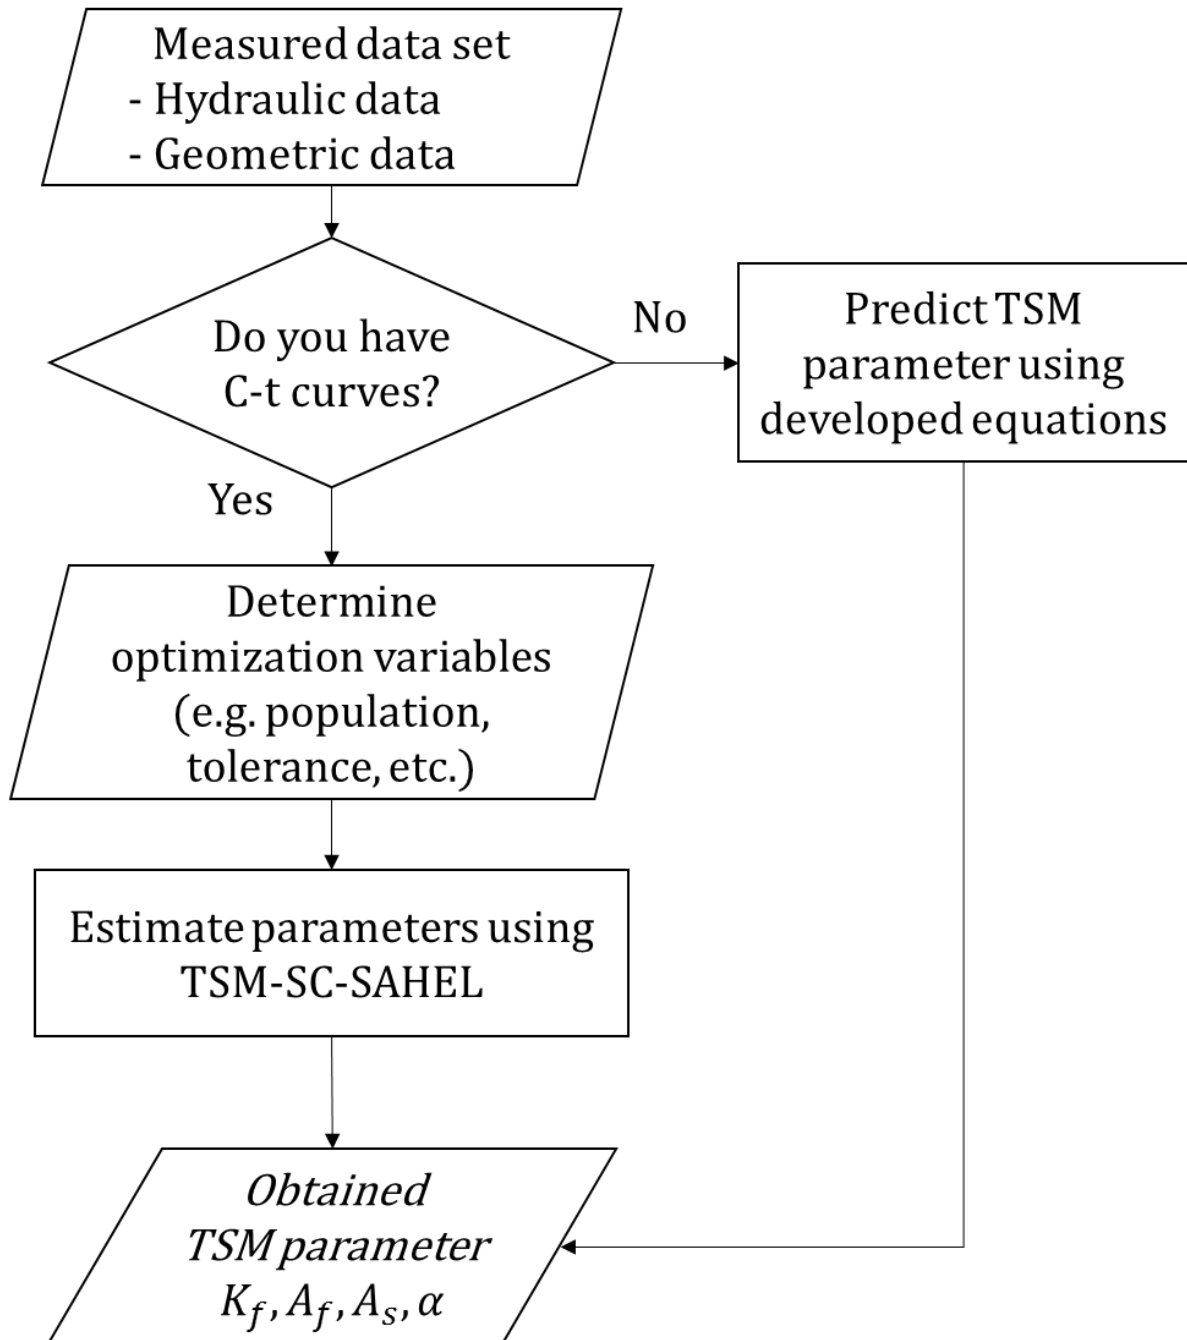 Measured data set
- Hydraulic data
- Geometric data
Do you have
C-t curves?
No
Predict TSM
parameter using
developed equations
Yes
Determine
optimization variables
(e.g. population,
tolerance, etc.)
Estimate parameters using
TSM-SC-SAHEL
Obtained
TSM parameter
K_f, A_f, A_s, α